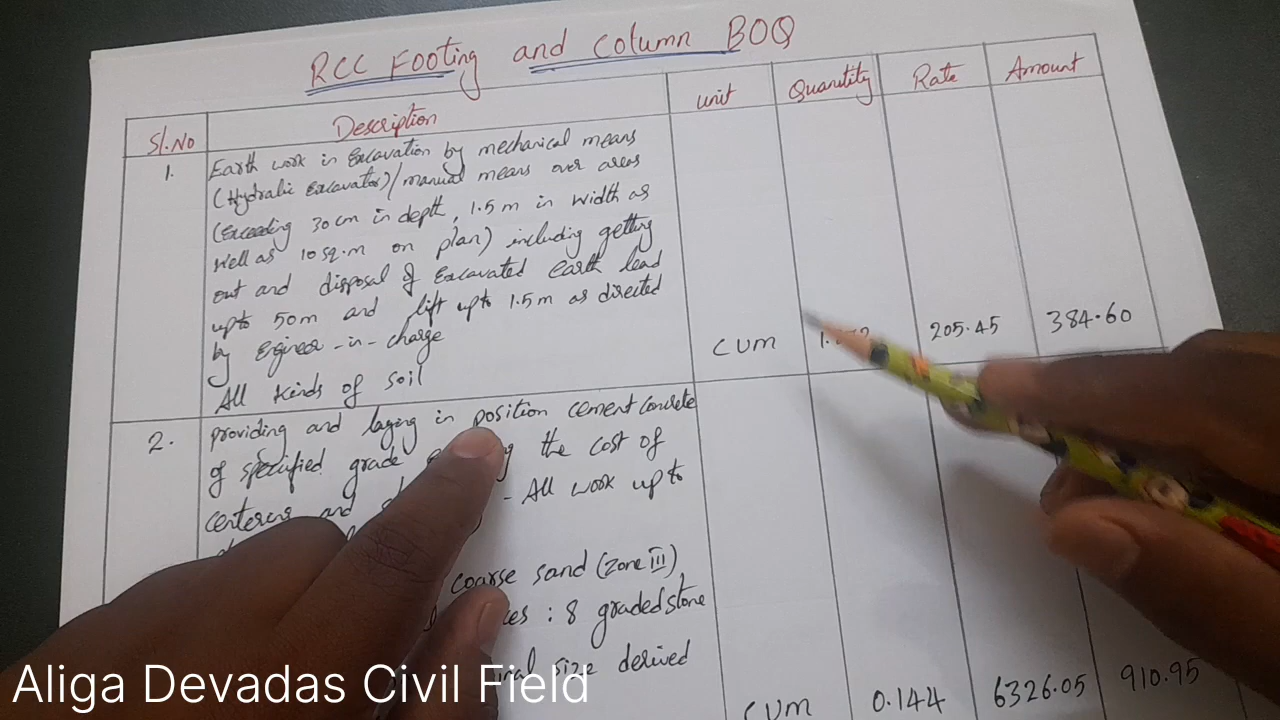 RCC Footing and Column BOQ
Sl.No Description Unit Quantity Rate Amount
1. Earth work in Excavation by mechanical means
(Hydralic Excavator)/manual means over areas
(Exceeding 30cm in depth, 1.5m in width as
well as 10sq.m on plan) including getting
out and disposal of Excavated earth lead
upto 50m and lift upto 1.5m as directed
by Engineer-in-charge
All kinds of soil
CUM 205.45 384.60
2. providing and laying in position cement concrete
of specified grade the cost of
centering and - All work up to
coarse sand (zone III)
: 8 graded stone
size derived
CUM 0.144 6326.05 910.95
Aliga Devadas Civil Field